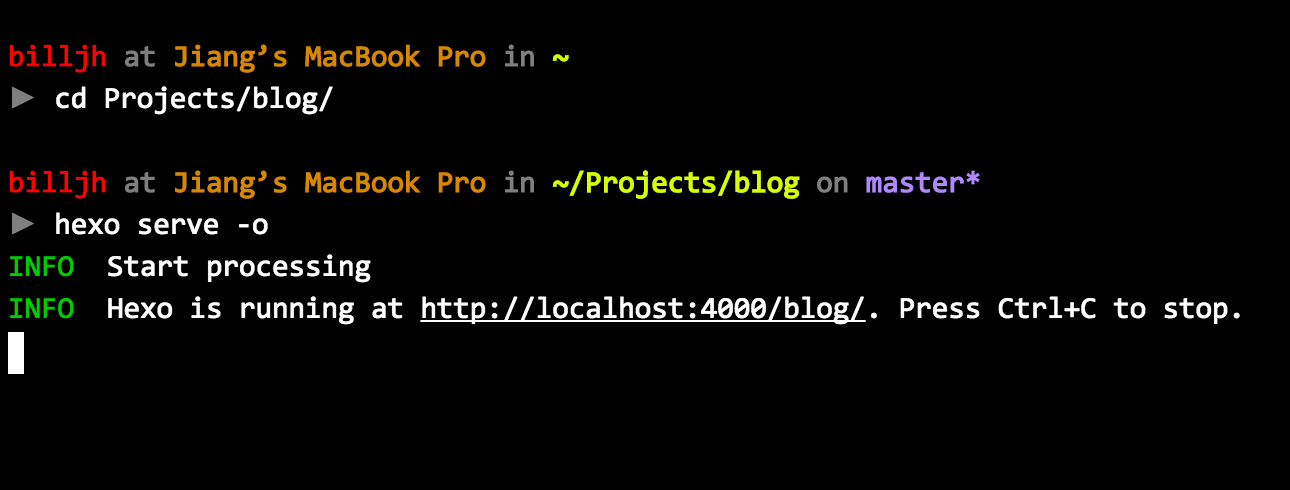 billjh at Jiang’s MacBook Pro in ~
▶ cd Projects/blog/
billjh at Jiang’s MacBook Pro in ~/Projects/blog on master*
▶ hexo serve -o
INFO  Start processing
INFO  Hexo is running at http://localhost:4000/blog/. Press Ctrl+C to stop.